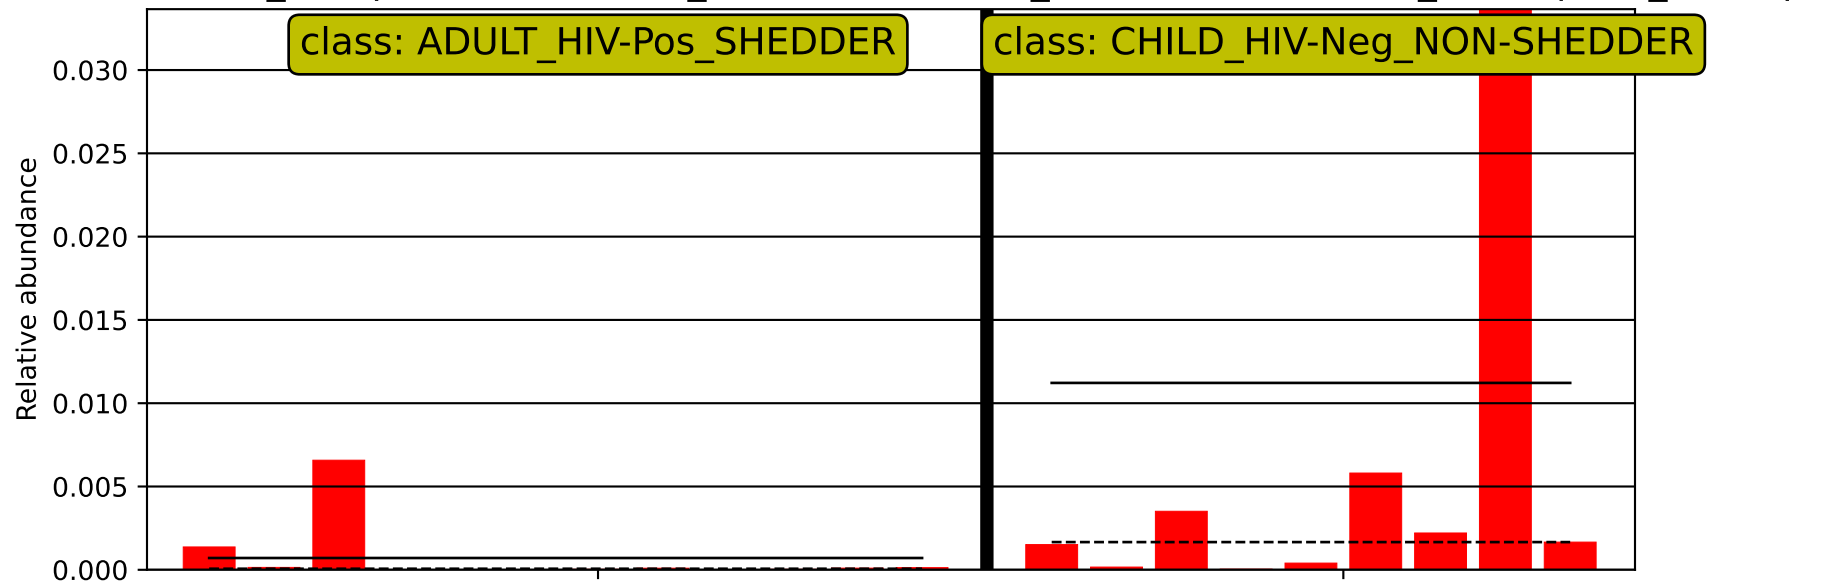 class: ADULT_HIV-Pos_SHEDDER
class: CHILD_HIV-Neg_NON-SHEDDER
Relative abundance
0.030
0.025
0.020
0.015
0.010
0.005
0.000